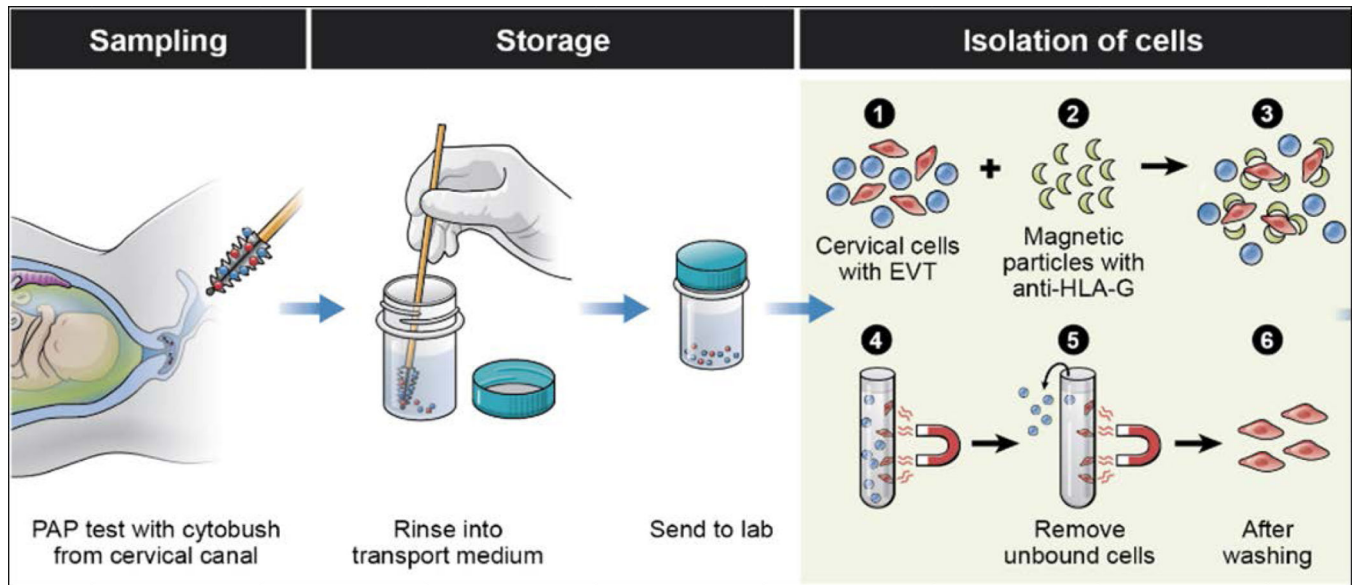 Sampling
Storage
Isolation of cells
PAP test with cytobush
from cervical canal
Rinse into
transport medium
Send to lab
1
2
3
+
Cervical cells
with EVT
Magnetic
particles with
anti-HLA-G
4
5
6
Remove
unbound cells
After
washing